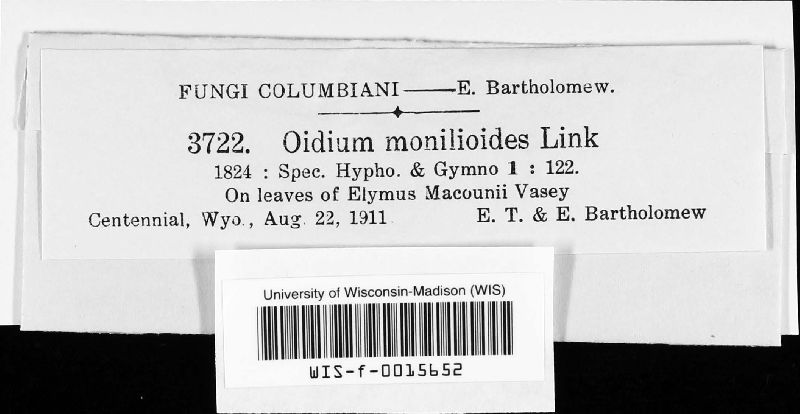 FUNGI COLUMBIANI——E. Bartholomew.
3722. Oidium monilioides Link
1824 : Spec. Hypho. & Gymno 1 : 122.
On leaves of Elymus Macounii Vasey
Centennial, Wyo., Aug. 22, 1911 E. T. & E. Bartholomew
University of Wisconsin-Madison (WIS)
WIS-f-0015652